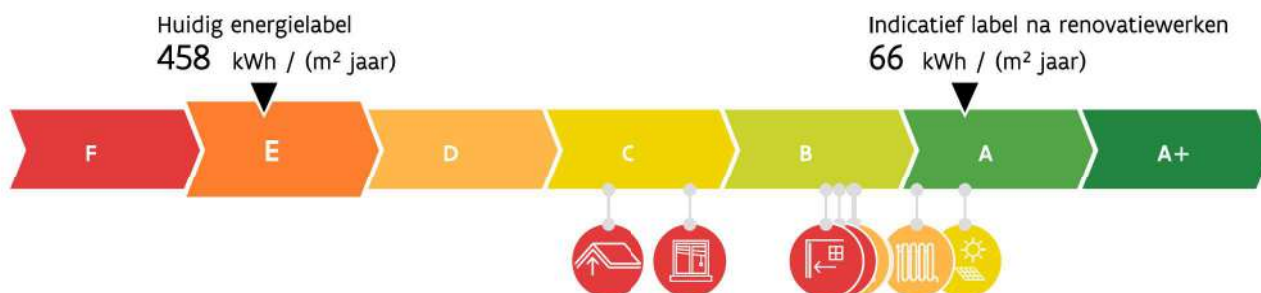 Huidig energielabel
458 kWh / (m² jaar)
Indicatief label na renovatiewerken
66 kWh / (m² jaar)
F E D C B A A+